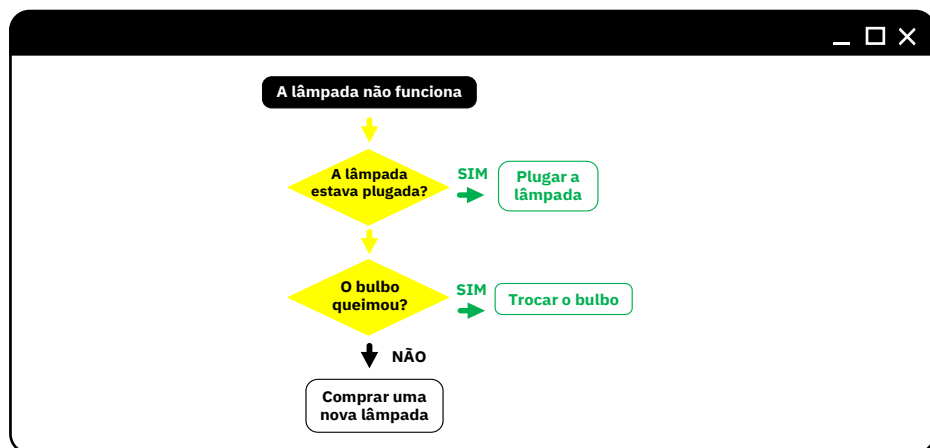 A lâmpada não funciona
A lâmpada
estava plugada?
SIM
Plugar a
lâmpada
O bulbo
queimou?
SIM
Trocar o bulbo
NÃO
Comprar uma
nova lâmpada